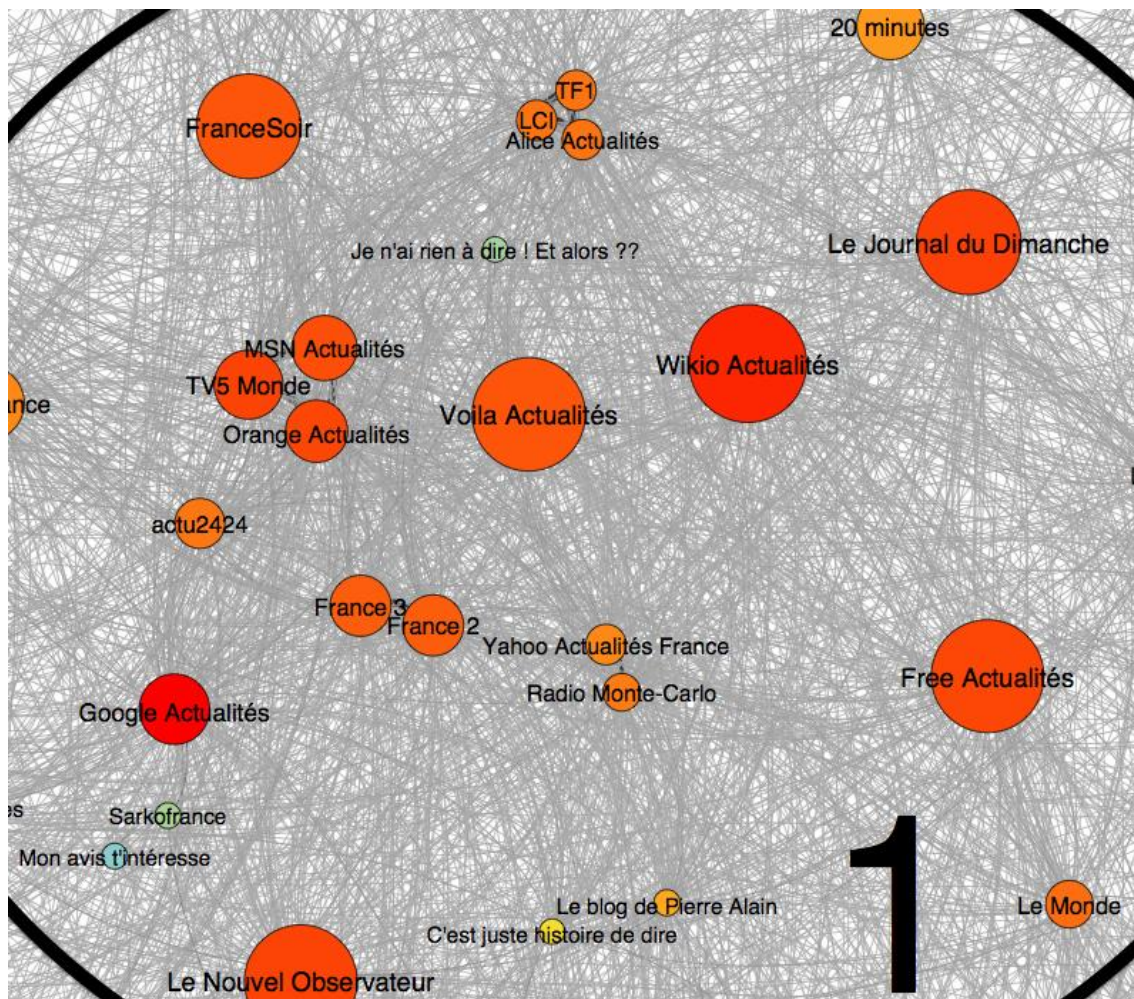 20 minutes
TF1
LCI
FranceSoir
Alice Actualités
Le Journal du Dimanche
Je n'ai rien à dire ! Et alors ??
MSN Actualités
Wikio Actualités
TV5 Monde
ance
Voila Actualités
Orange Actualités
actu2424
France 3
France 2
Yahoo Actualités France
Free Actualités
Radio Monte-Carlo
Google Actualités
es
Sarkofrance
Mon avis t'intéresse
1
Le blog de Pierre Alain
Le Monde
C'est juste histoire de dire
Le Nouvel Observateur